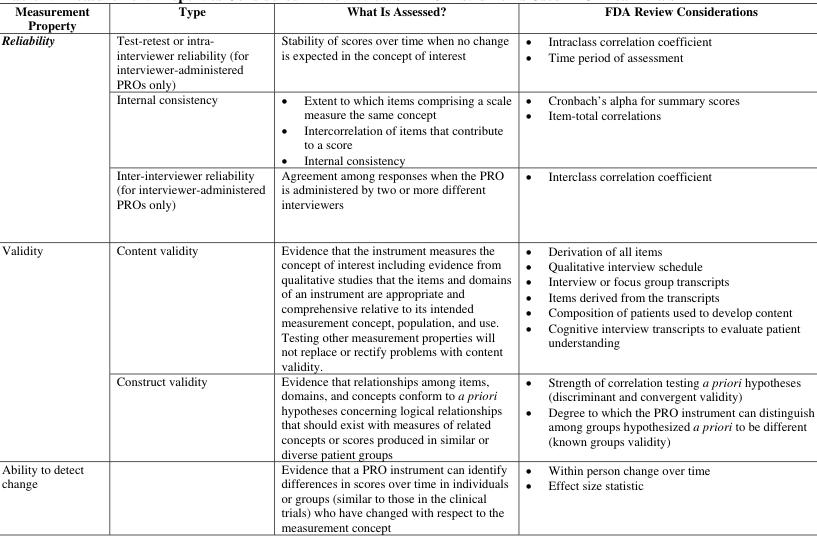 Measurement Property
Type
What Is Assessed?
FDA Review Considerations
Reliability
Test-retest or intra-
interviewer reliability (for
interviewer-administered
PROs only)
Stability of scores over time when no change
is expected in the concept of interest
• Intraclass correlation coefficient
• Time period of assessment
Internal consistency
• Extent to which items comprising a scale
measure the same concept
• Intercorrelation of items that contribute
to a score
• Internal consistency
• Cronbach's alpha for summary scores
• Item-total correlations
Inter-interviewer reliability
(for interviewer-administered
PROs only)
Agreement among responses when the PRO
is administered by two or more different
interviewers
• Interclass correlation coefficient
Validity
Content validity
Evidence that the instrument measures the
concept of interest including evidence from
qualitative studies that the items and domains
of an instrument are appropriate and
comprehensive relative to its intended
measurement concept, population, and use.
Testing other measurement properties will
not replace or rectify problems with content
validity.
• Derivation of all items
• Qualitative interview schedule
• Interview or focus group transcripts
• Items derived from the transcripts
• Composition of patients used to develop content
• Cognitive interview transcripts to evaluate patient
understanding
Construct validity
Evidence that relationships among items,
domains, and concepts conform to a priori
hypotheses concerning logical relationships
that should exist with measures of related
concepts or scores produced in similar or
diverse patient groups
• Strength of correlation testing a priori hypotheses
(discriminant and convergent validity)
• Degree to which the PRO instrument can distinguish
among groups hypothesized a priori to be different
(known groups validity)
Ability to detect
change
Evidence that a PRO instrument can identify
differences in scores over time in individuals
or groups (similar to those in the clinical
trials) who have changed with respect to the
measurement concept
• Within person change over time
• Effect size statistic